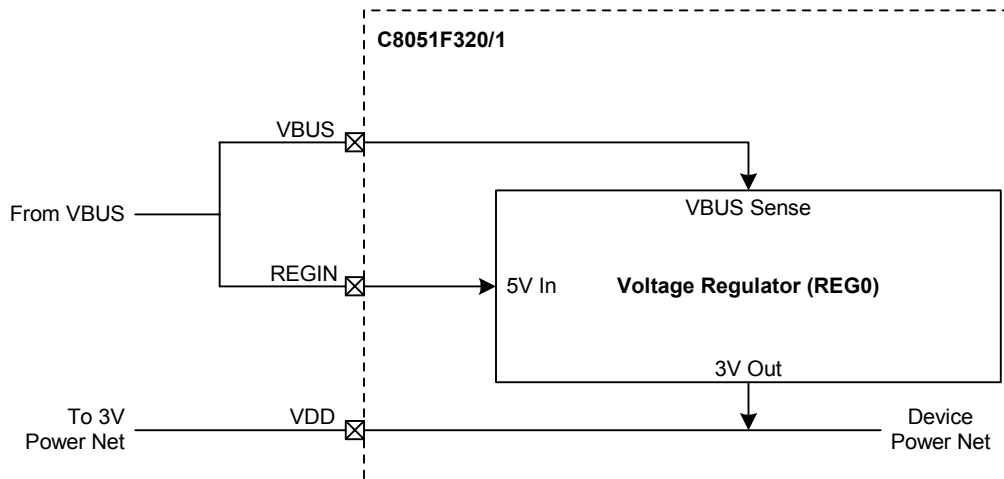 C8051F320/1
VBUS
From VBUS
VBUS Sense
REGIN
5V In
Voltage Regulator (REG0)
3V Out
To 3V
Power Net
VDD
Device
Power Net